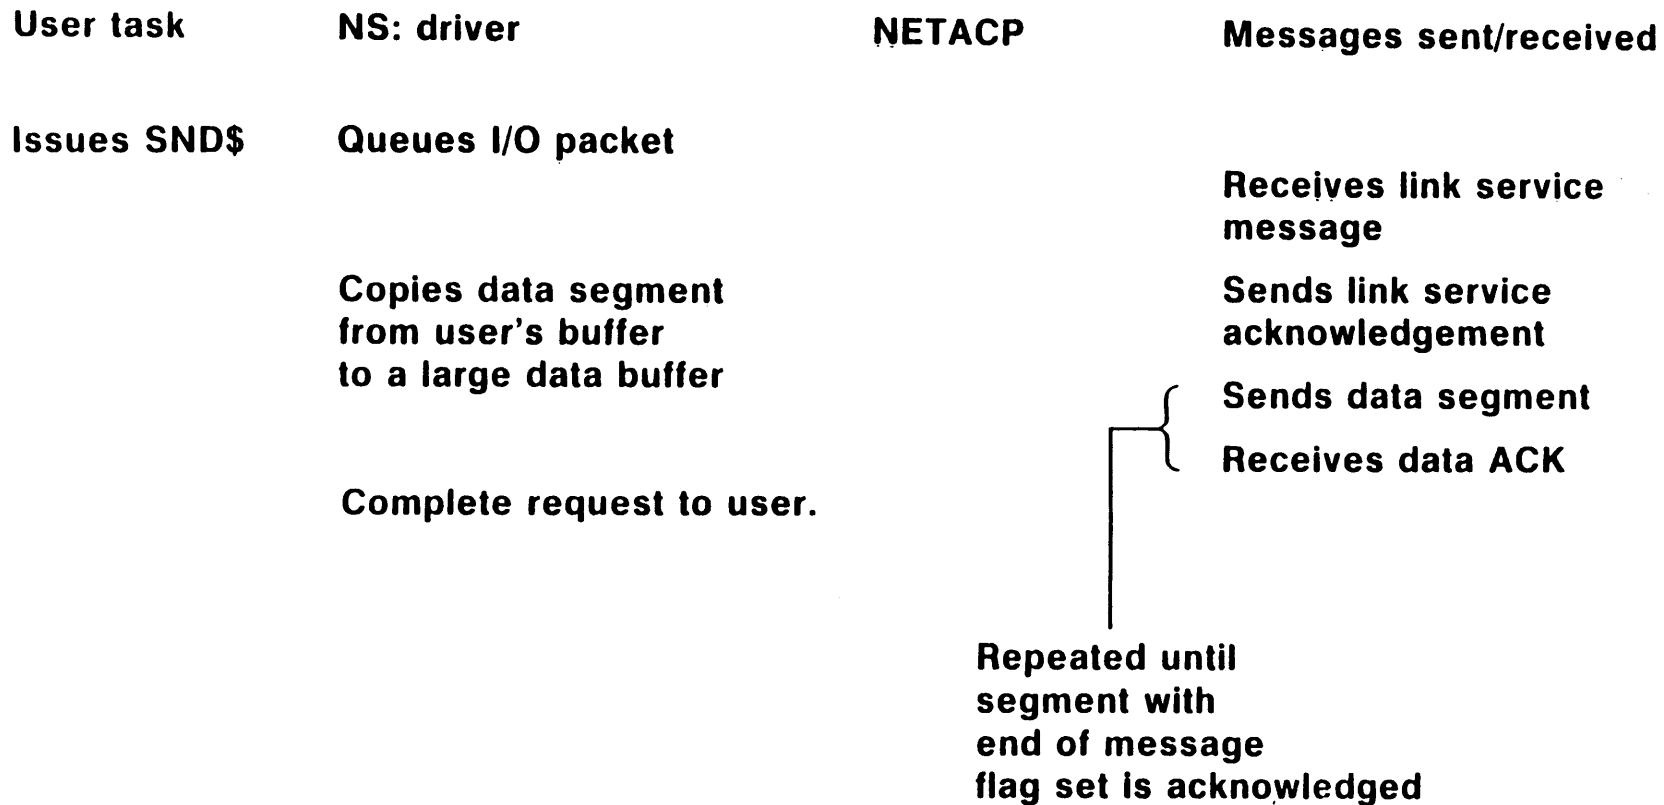 User task NS: driver NETACP Messages sent/received
Issues SND$ Queues I/O packet
Receives link service
message
Copies data segment
from user's buffer
to a large data buffer
Sends link service
acknowledgement
Sends data segment
Receives data ACK
Complete request to user.
Repeated until
segment with
end of message
flag set is acknowledged